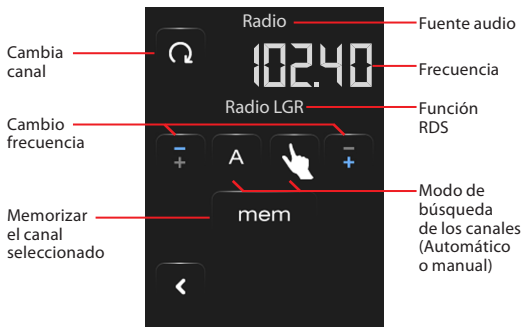 Radio
Fuente audio
Cambia
canal
102.40
Frecuencia
Radio LGR
Función
RDS
Cambio
frecuencia
−
+
A
−
+
Modo de
búsqueda
de los canales
(Automático
o manual)
Memorizar
el canal
seleccionado
mem